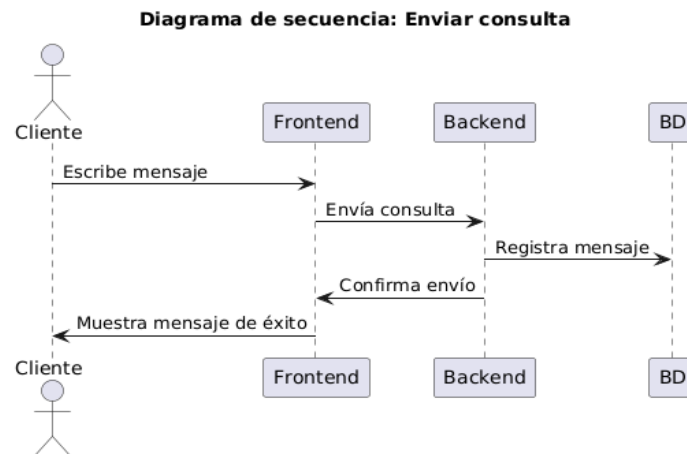 Diagrama de secuencia: Enviar consulta
Cliente
Frontend
Backend
BD
Escribe mensaje
Envía consulta
Registra mensaje
Confirma envío
Muestra mensaje de éxito
Cliente
Frontend
Backend
BD